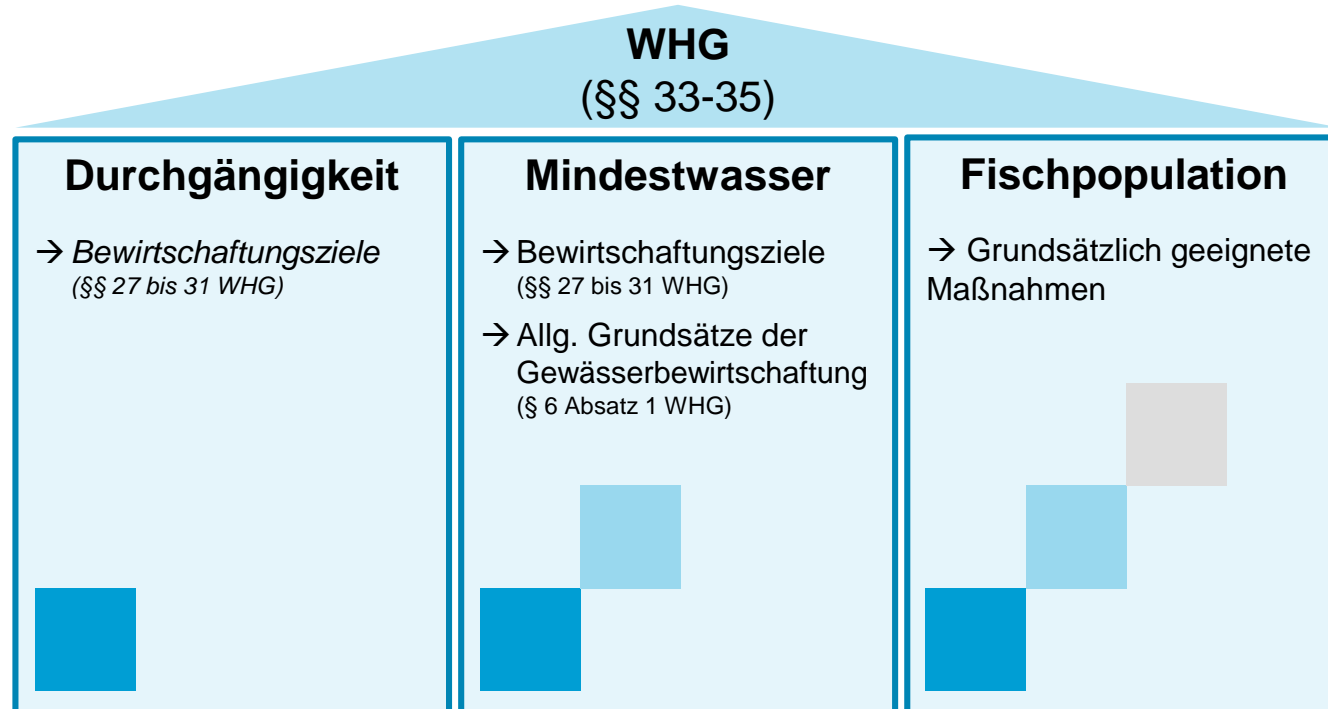 WHG
(§§ 33-35)
Durchgängigkeit
→ Bewirtschaftungsziele
(§§ 27 bis 31 WHG)
Mindestwasser
→ Bewirtschaftungsziele
(§§ 27 bis 31 WHG)
→ Allg. Grundsätze der
Gewässerbewirtschaftung
(§ 6 Absatz 1 WHG)
Fischpopulation
→ Grundsätzlich geeignete
Maßnahmen